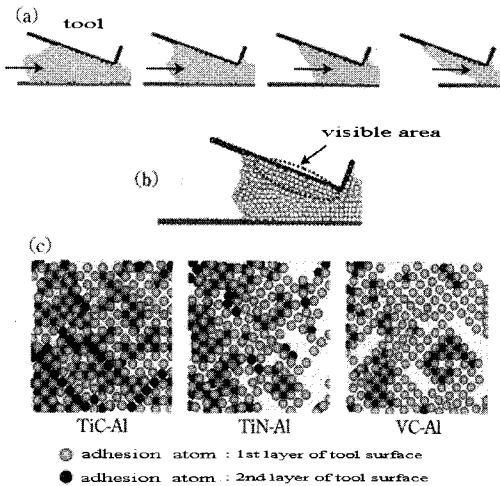 (a)
tool
visible area
(b)
(c)
TiC-Al TiN-Al VC-Al
adhesion atom : 1st layer of tool surface
adhesion atom : 2nd layer of tool surface